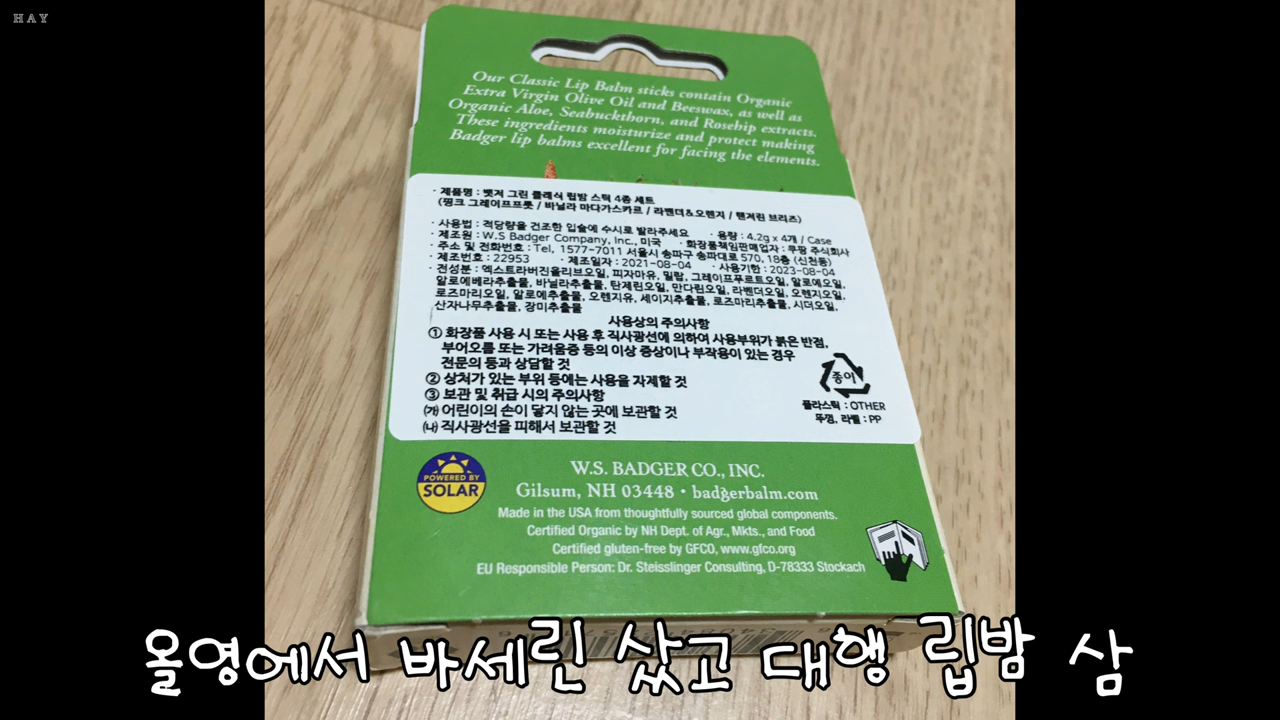 HAY
Our Classic Lip Balm sticks contain Organic
Extra Virgin Olive Oil and Beeswax, as well as
Organic Aloe, Seabuckthorn, and Rosehip extracts.
These ingredients moisturize and protect making
Badger lip balms excellent for facing the elements.
· 제품명 : 뱃저 그린 클래식 립밤 스틱 4종 세트
(핑크 그레이프프룻 / 바닐라 마다가스카르 / 라벤더&오렌지 / 탠저린 브리즈)
· 사용법 : 적당량을 건조한 입술에 수시로 발라주세요 · 용량 : 4.2g x 4개 / Case
· 제조원 : W.S Badger Company, Inc., 미국 · 화장품책임판매업자 : 쿠팡 주식회사
· 주소 및 전화번호 : Tel, 1577-7011 서울시 송파구 송파대로 570, 18층 (신천동)
· 제조번호 : 22953 · 제조일자 : 2021-08-04 · 사용기한 : 2023-08-04
· 전성분 : 엑스트라버진올리브오일, 피자마유, 밀랍, 그레이프푸르트오일, 알로에오일,
알로에베라추출물, 바닐라추출물, 탄제린오일, 만다린오일, 라벤더오일, 오렌지오일,
로즈마리오일, 알로에추출물, 오렌지유, 세이지추출물, 로즈마리추출물, 시더오일,
산자나무추출물, 장미추출물
사용상의 주의사항
① 화장품 사용 시 또는 사용 후 직사광선에 의하여 사용부위가 붉은 반점,
부어오름 또는 가려움증 등의 이상 증상이나 부작용이 있는 경우
전문의 등과 상담할 것
② 상처가 있는 부위 등에는 사용을 자제할 것
③ 보관 및 취급 시의 주의사항
㈎ 어린이의 손이 닿지 않는 곳에 보관할 것
㈏ 직사광선을 피해서 보관할 것
종이
플라스틱 : OTHER
뚜껑, 라벨 : PP
POWERED BY
SOLAR
W.S. BADGER CO., INC.
Gilsum, NH 03448 • badgerbalm.com
Made in the USA from thoughtfully sourced global components.
Certified Organic by NH Dept. of Agr., Mkts., and Food
Certified gluten-free by GFCO, www.gfco.org
EU Responsible Person: Dr. Steisslinger Consulting, D-78333 Stockach
올영에서 바세린 샀고 대행 립밤 삼